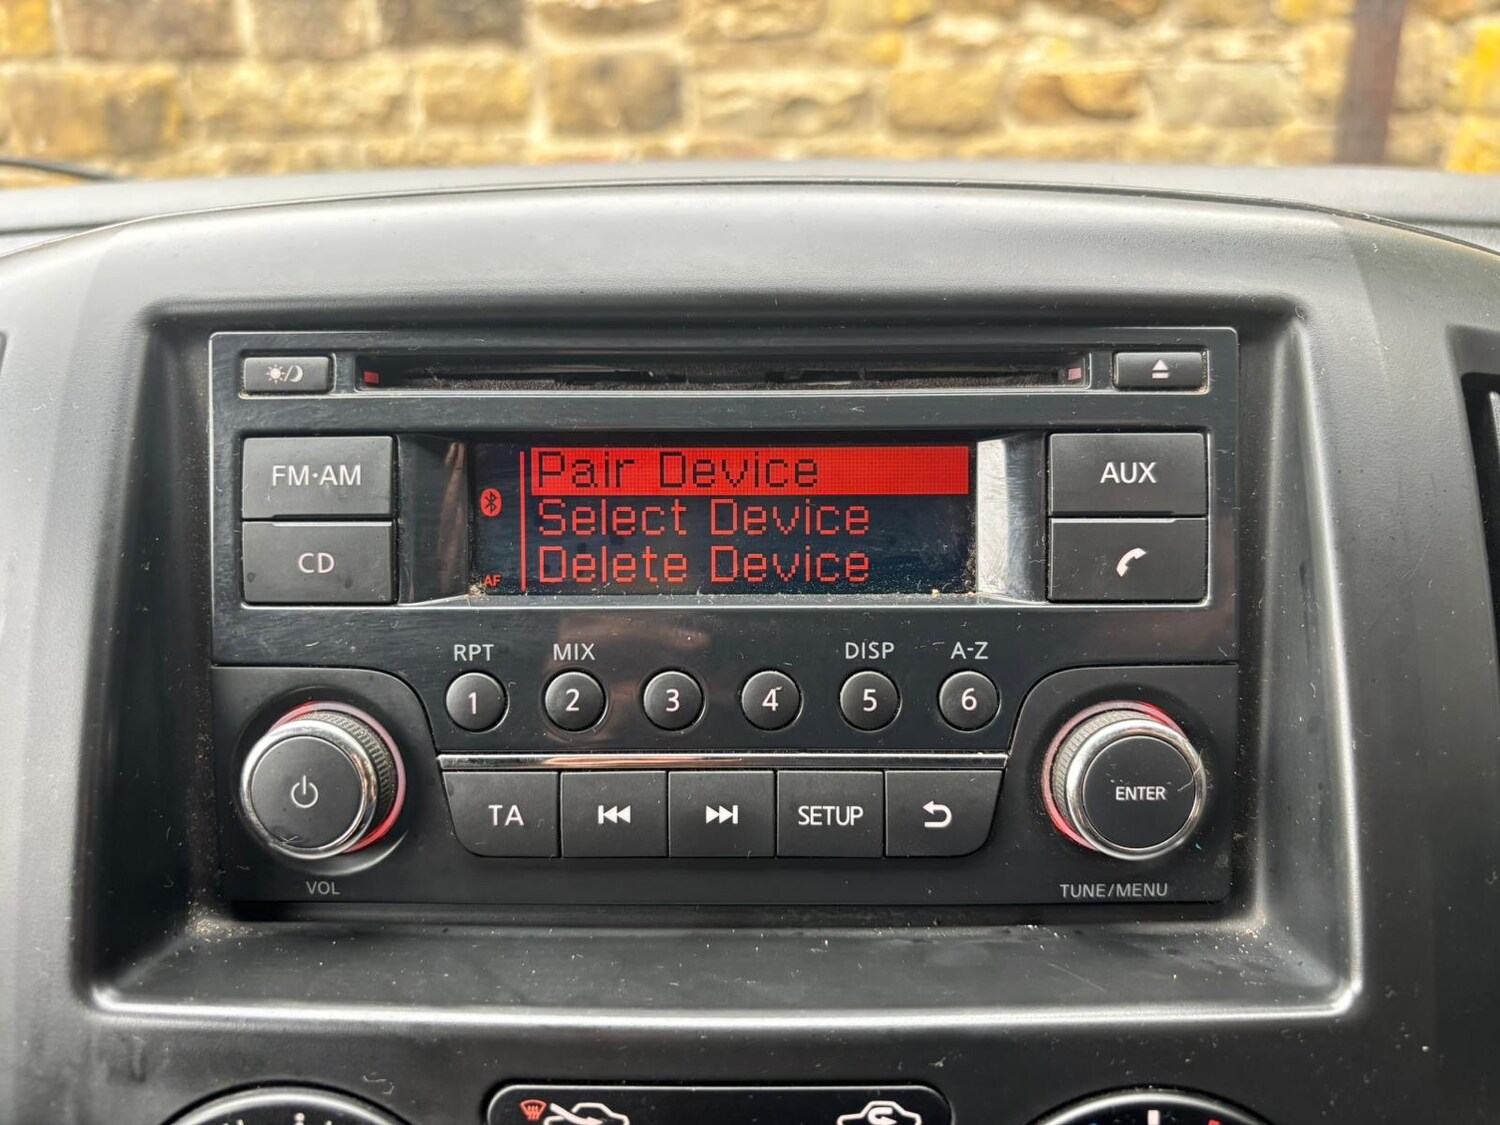 Pair Device
FM·AM
AUX
Select Device
CD
Delete Device
AF
RPT
MIX
DISP
A-Z
1
2
3
4
5
6
ENTER
TA
SETUP
VOL
TUNE/MENU